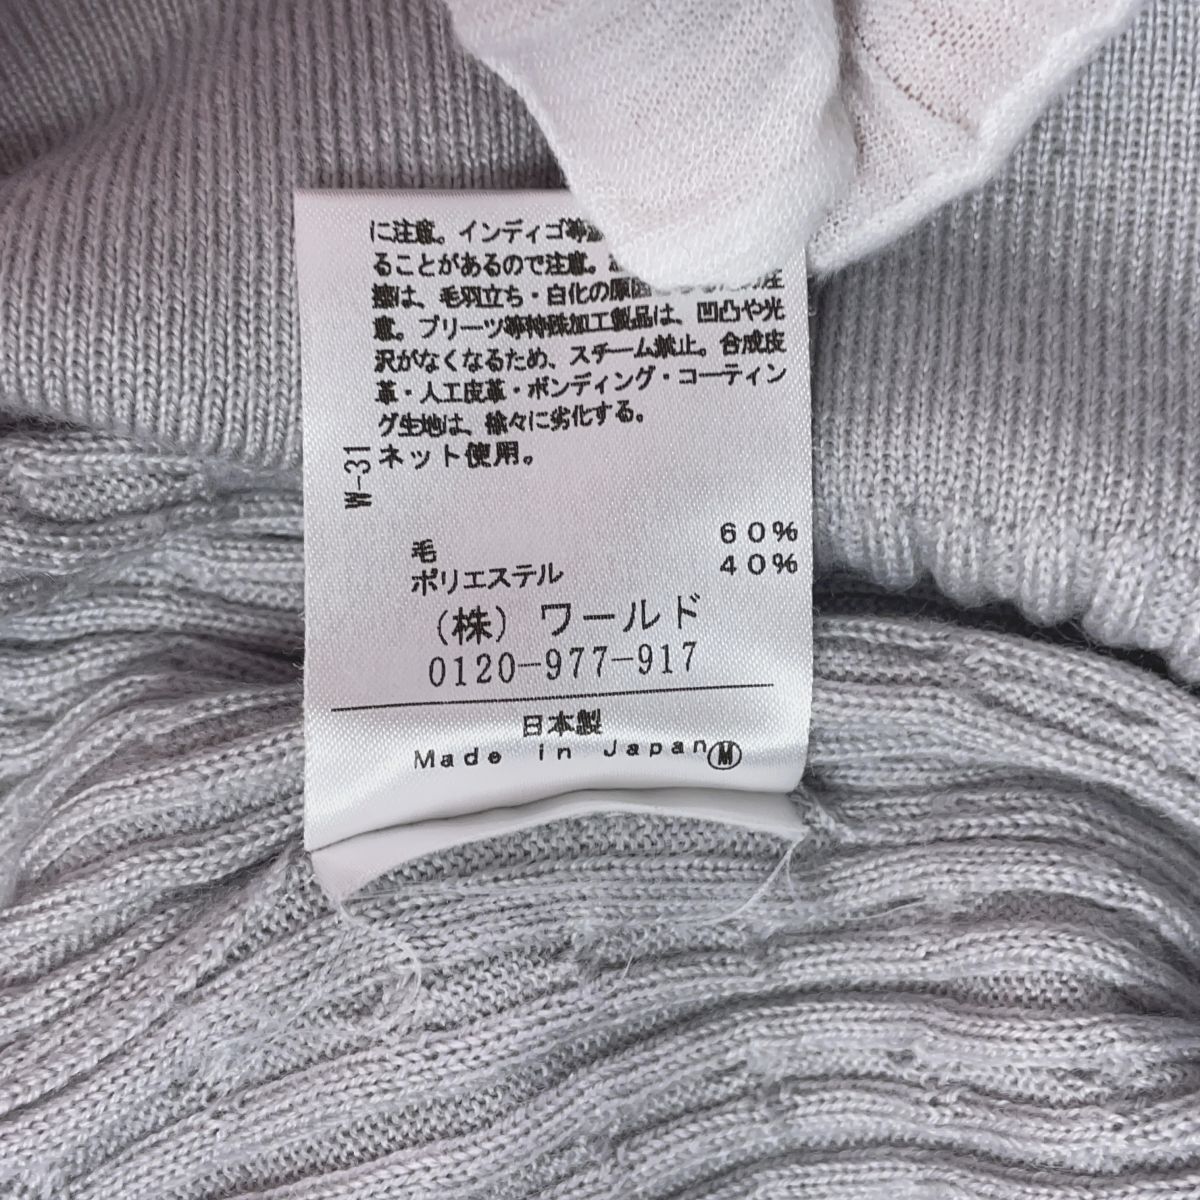 に注意。インディゴ等
ることがあるので注意。
擦は、毛羽立ち・白化の原因
意。プリーツ等特殊加工製品は、凹凸や光
沢がなくなるため、スチーム禁止。合成皮
革・人工皮革・ボンディング・コーティン
グ生地は、徐々に劣化する。
ネット使用。
W-31
毛 60%
ポリエステル 40%
(株) ワールド
0120-977-917
日本製
Made in Japan Ⓜ